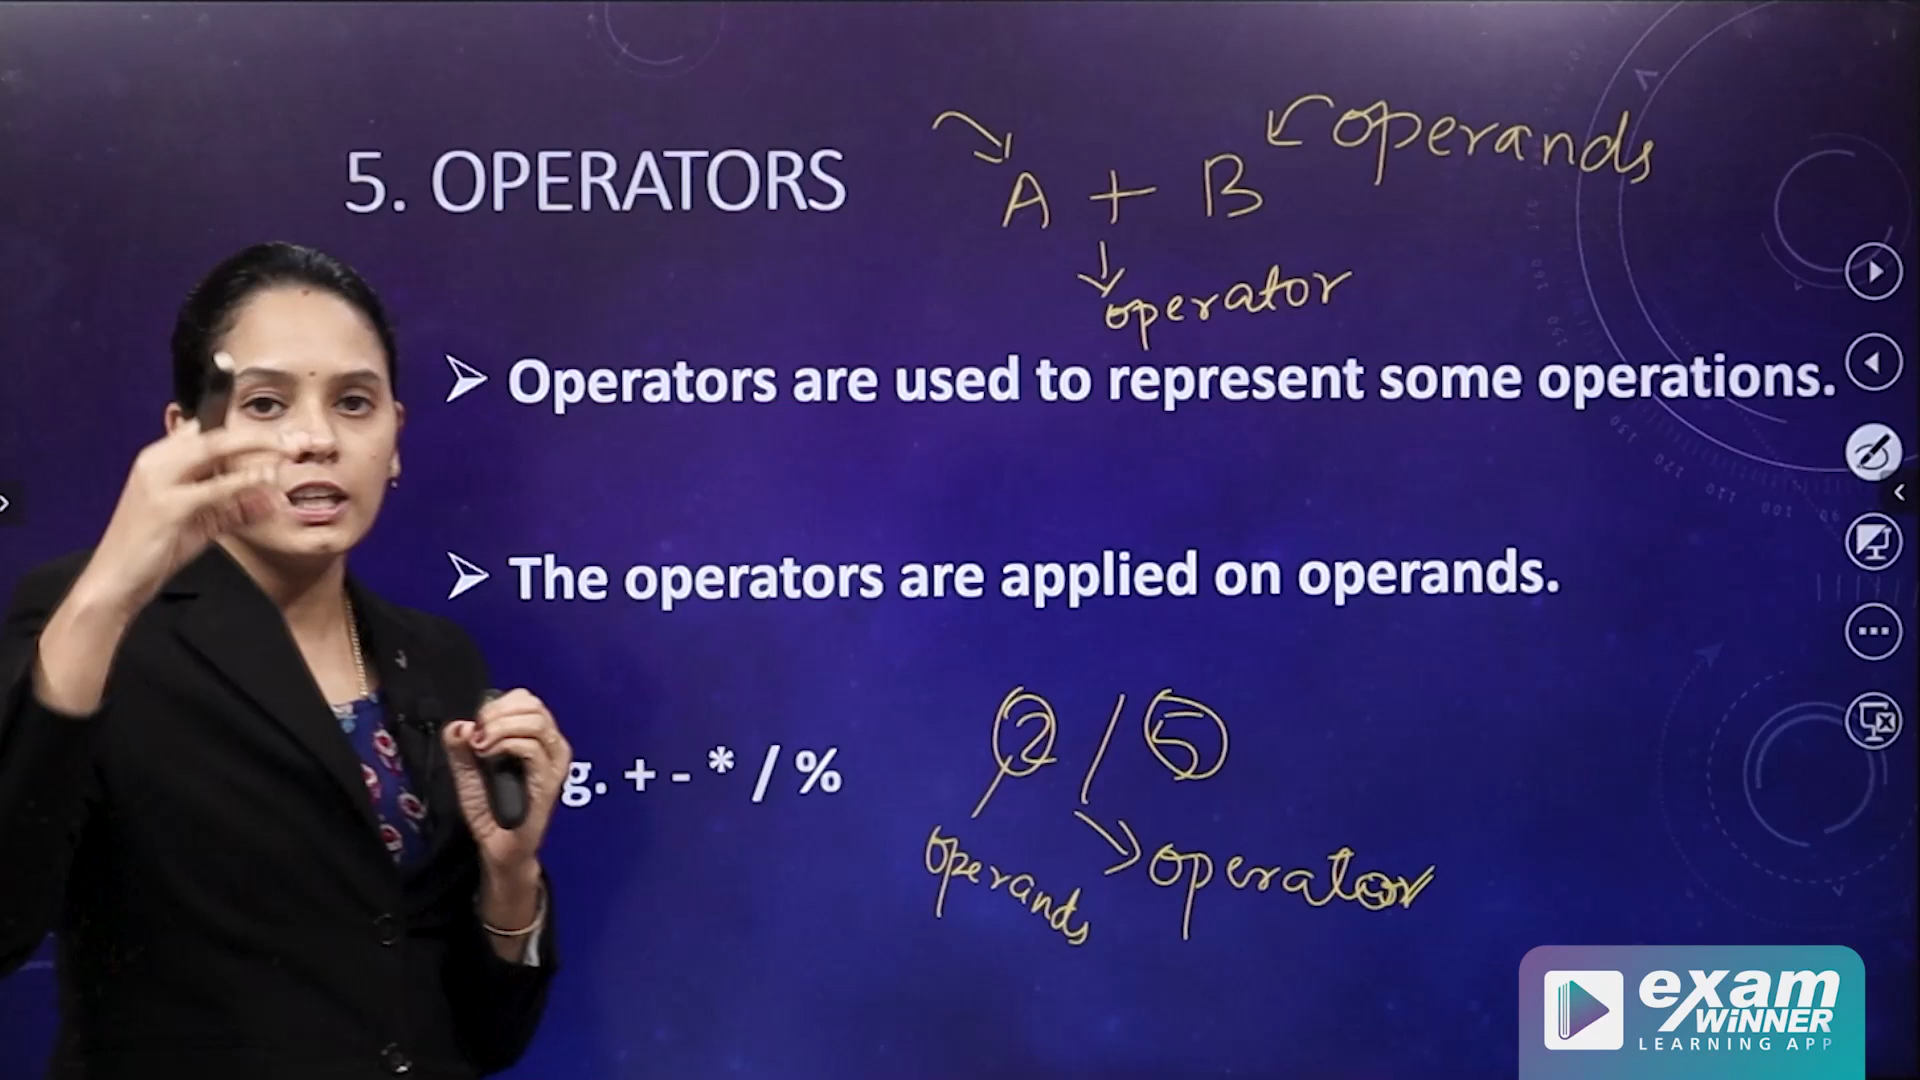 5. OPERATORS
A + B
operands
operator
➢ Operators are used to represent some operations.
➢ The operators are applied on operands.
g. + - * / %
2 / 5
operands
operator
exam
WiNNER
LEARNING APP